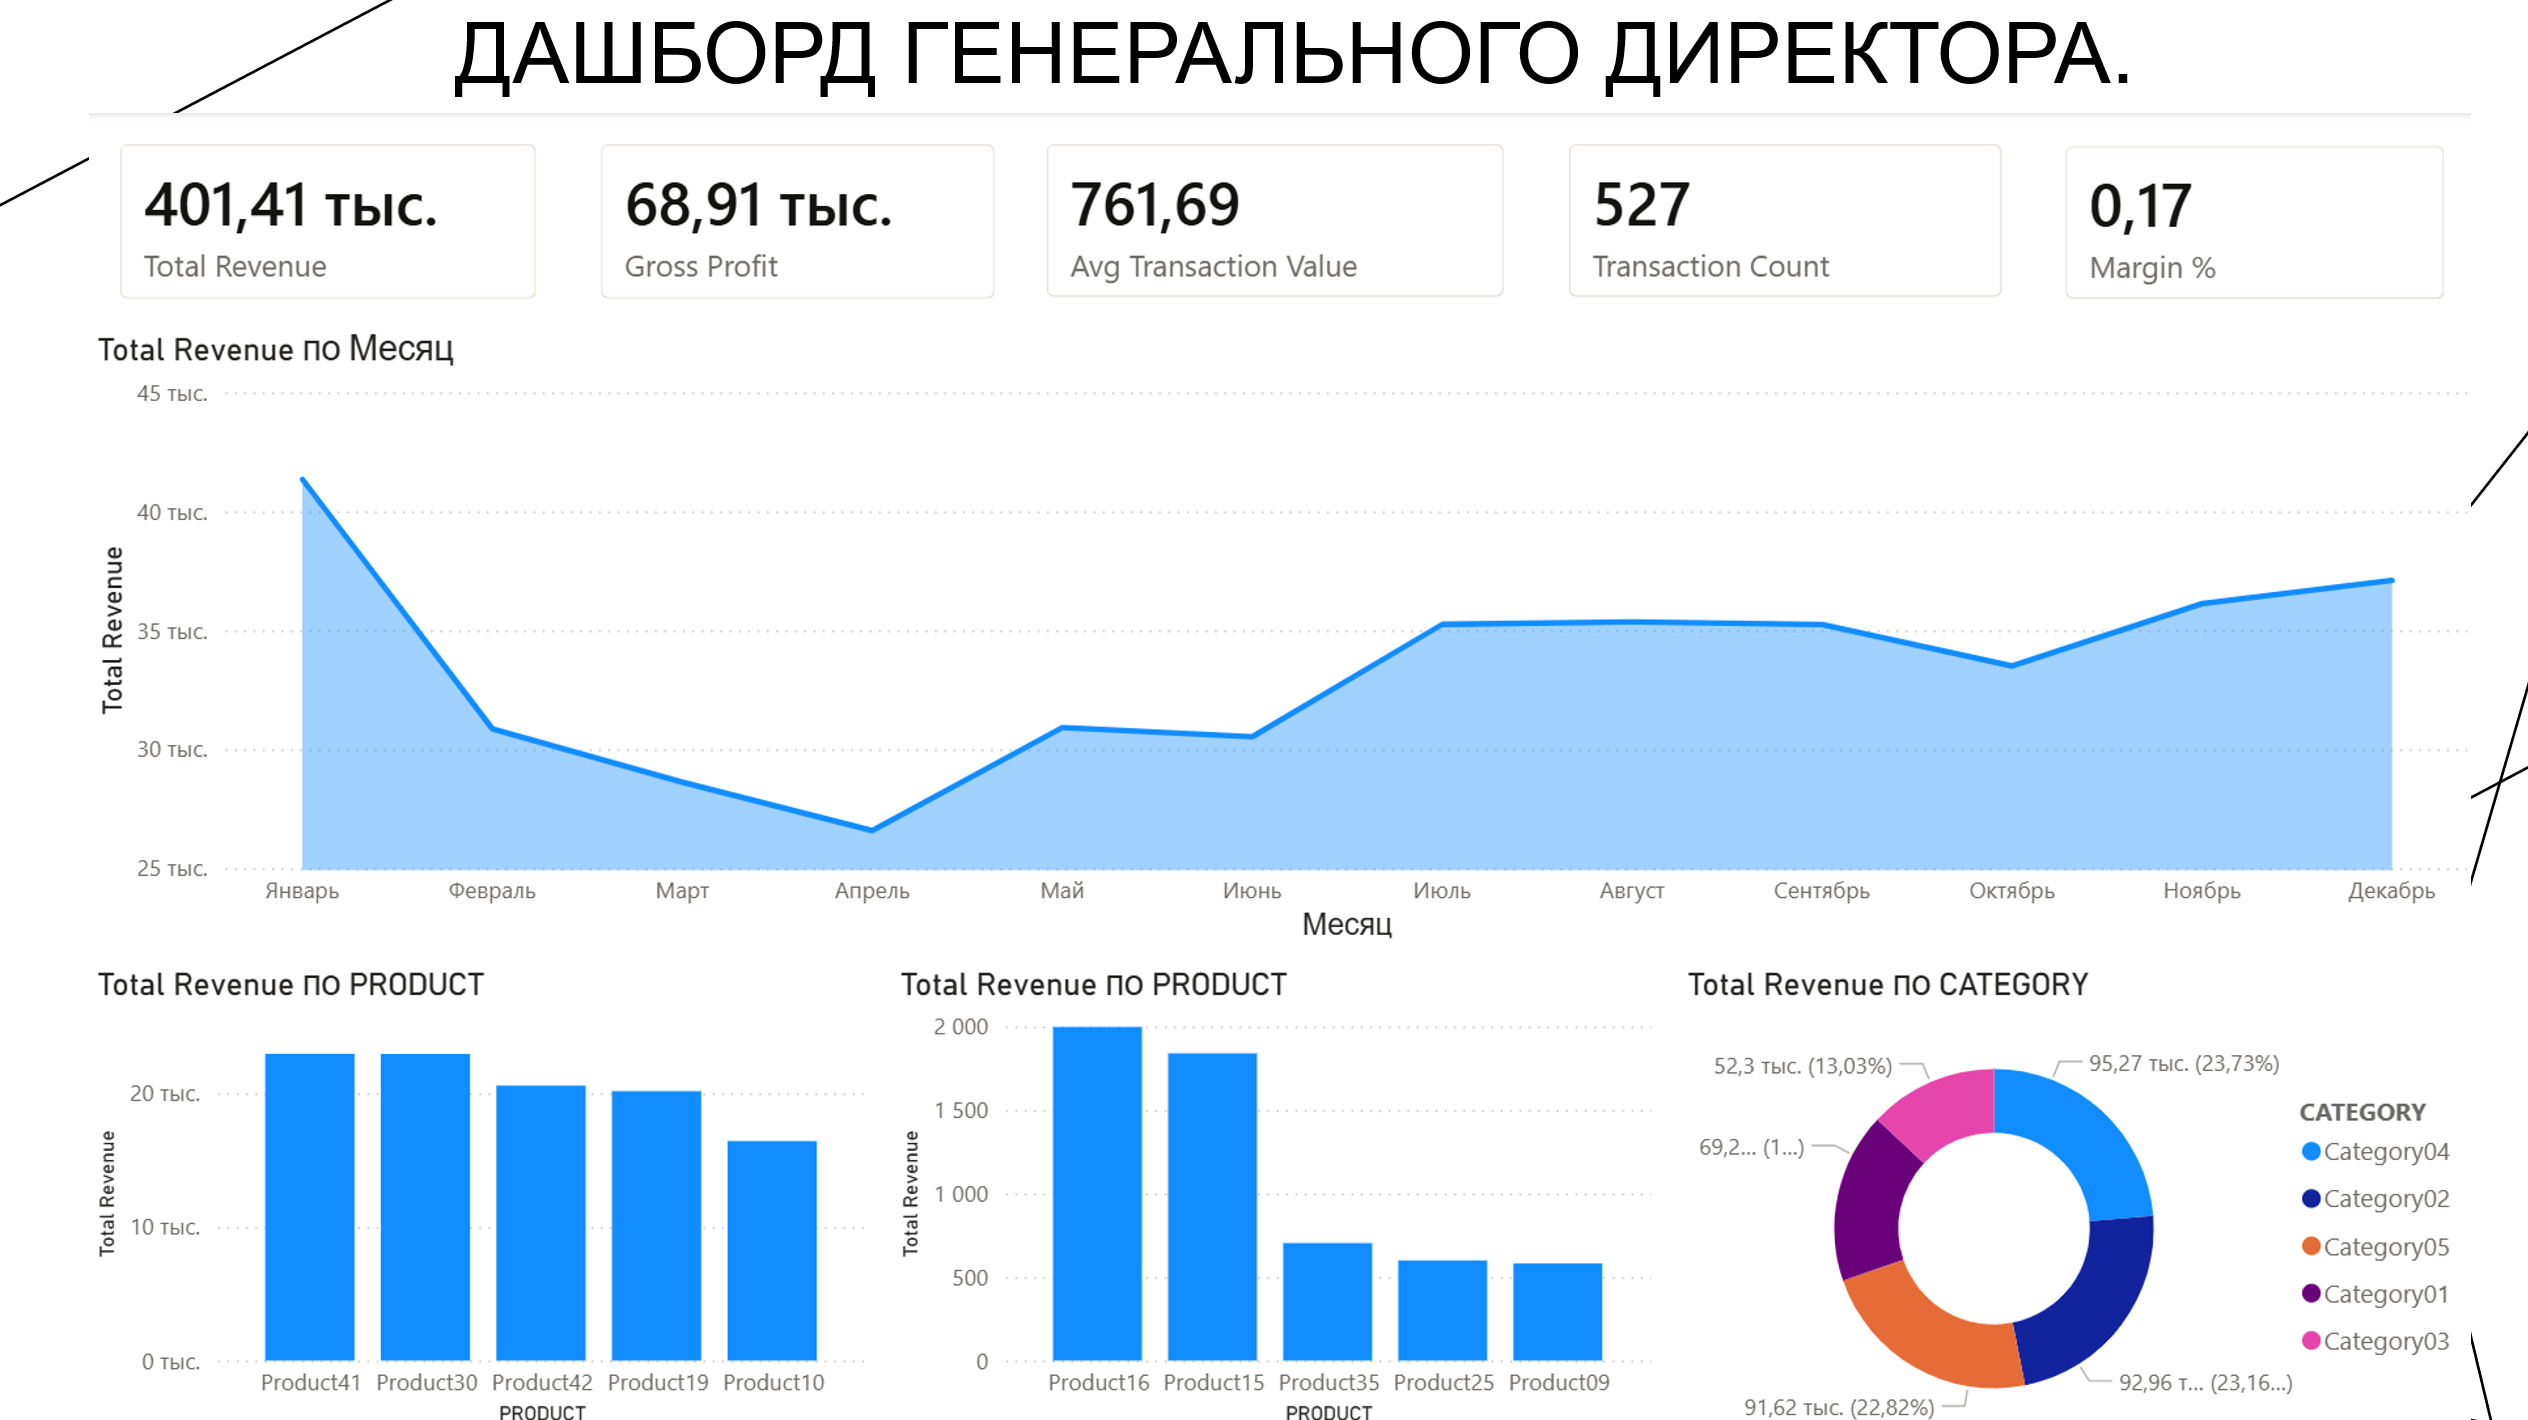 ДАШБОРД ГЕНЕРАЛЬНОГО ДИРЕКТОРА.
401,41 тыс.
Total Revenue
68,91 тыс.
Gross Profit
761,69
Avg Transaction Value
527
Transaction Count
0,17
Margin %
Total Revenue по Месяц
45 тыс.
40 тыс.
35 тыс.
30 тыс.
25 тыс.
Total Revenue
Январь Февраль Март Апрель Май Июнь Июль Август Сентябрь Октябрь Ноябрь Декабрь
Месяц
Total Revenue по PRODUCT
20 тыс.
10 тыс.
0 тыс.
Total Revenue
Product41 Product30 Product42 Product19 Product10
PRODUCT
Total Revenue по PRODUCT
2 000
1 500
1 000
500
0
Total Revenue
Product16 Product15 Product35 Product25 Product09
PRODUCT
Total Revenue по CATEGORY
52,3 тыс. (13,03%)
95,27 тыс. (23,73%)
69,2... (1...)
92,96 т... (23,16...)
91,62 тыс. (22,82%)
CATEGORY
Category04
Category02
Category05
Category01
Category03